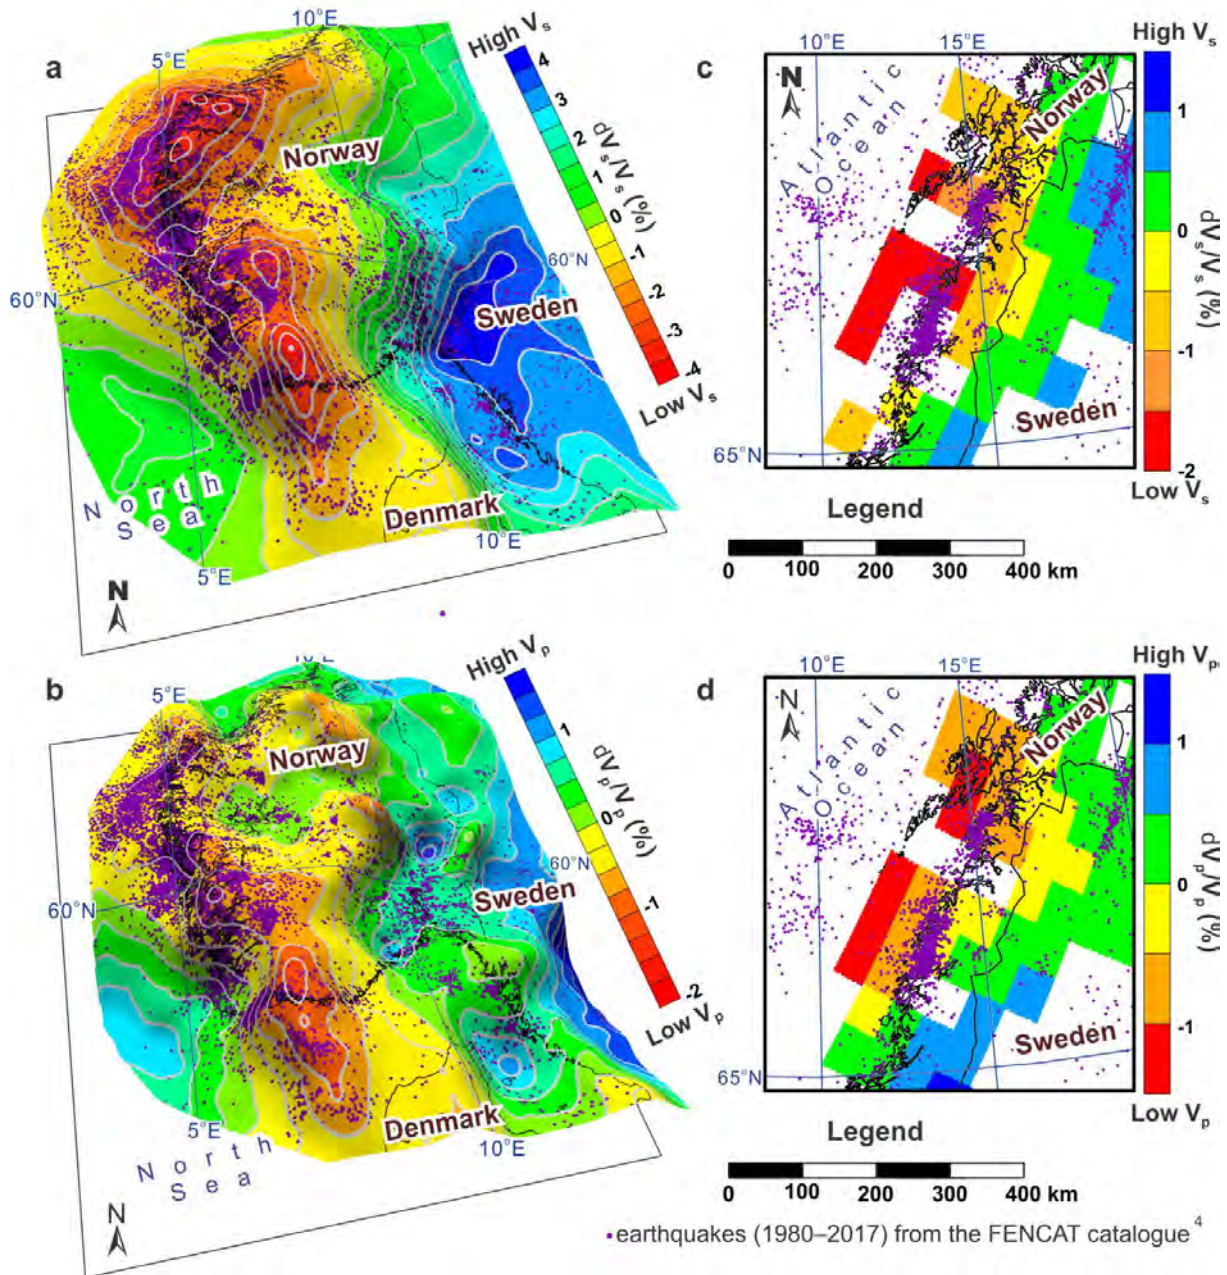 a
10°E
5°E
High Vs
4
3
2
1
0
-1
-2
-3
-4
dVs/Vs (%)
Low Vs
Norway
60°N
60°N
Sweden
North
Sea
Denmark
5°E
10°E
N
c
10°E
15°E
High Vs
N
Atlantic
Ocean
Norway
1
0
-1
-2
dVs/Vs (%)
Sweden
65°N
Low Vs
Legend
0 100 200 300 400 km
b
10°E
5°E
High Vp
1
0
-1
-2
dVp/Vp (%)
Low Vp
Norway
60°N
60°N
Sweden
Denmark
5°E
10°E
North
Sea
N
d
10°E
15°E
High Vp
N
Atlantic
Ocean
Norway
1
0
-1
dVp/Vp (%)
Sweden
65°N
Low Vp
Legend
0 100 200 300 400 km
earthquakes (1980–2017) from the FENCAT catalogue 4